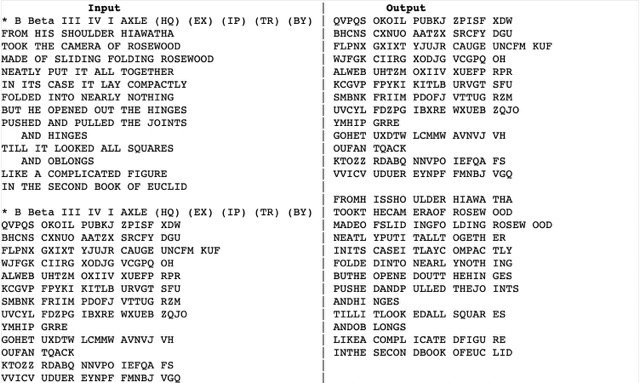 Input | Output
* B Beta III IV I AXLE (HQ) (EX) (IP) (TR) (BY) | QVPQS OKOIL PUBKJ ZPISF XDW
FROM HIS SHOULDER HIAWATHA | BHCNS CXNUO AATZX SRCFY DGU
TOOK THE CAMERA OF ROSEWOOD | FLPNX GXIXT YJUJR CAUGE UNCFM KUF
MADE OF SLIDING FOLDING ROSEWOOD | WJFGK CIIRG XODJG VCGPQ OH
NEATLY PUT IT ALL TOGETHER | ALWEB UHTZM OXIIV XUEFP RPR
IN ITS CASE IT LAY COMPACTLY | KCGVP FPYKI KITLB URVGT SFU
FOLDED INTO NEARLY NOTHING | SMBNK FRIIM PDOFJ VTTUG RZM
BUT HE OPENED OUT THE HINGES | UVCYL FDZPG IBXRE WXUEB ZQJO
PUSHED AND PULLED THE JOINTS | YMHIP GRRE
AND HINGES | GOHET UXDTW LCMMW AVNVJ VH
TILL IT LOOKED ALL SQUARES | OUFAN TQACK
AND OBLONGS | KTOZZ RDABQ NNVPO IEFQA FS
LIKE A COMPLICATED FIGURE | VVICV UDUER EYNPF FMNBJ VGQ
IN THE SECOND BOOK OF EUCLID |
| FROMH ISSHO ULDER HIAWA THA
* B Beta III IV I AXLE (HQ) (EX) (IP) (TR) (BY) | TOOKT HECAM ERAOF ROSEW OOD
QVPQS OKOIL PUBKJ ZPISF XDW | MADEO FSLID INGFO LDING ROSEW OOD
BHCNS CXNUO AATZX SRCFY DGU | NEATL YPUTI TALLT OGETH ER
FLPNX GXIXT YJUJR CAUGE UNCFM KUF | INITS CASEI TLAYC OMPAC TLY
WJFGK CIIRG XODJG VCGPQ OH | FOLDE DINTO NEARL YNOTH ING
ALWEB UHTZM OXIIV XUEFP RPR | BUTHE OPENE DOUTT HEHIN GES
KCGVP FPYKI KITLB URVGT SFU | PUSHE DANDP ULLED THEJO INTS
SMBNK FRIIM PDOFJ VTTUG RZM | ANDHI NGES
UVCYL FDZPG IBXRE WXUEB ZQJO | TILLI TLOOK EDALL SQUAR ES
YMHIP GRRE | ANDOB LONGS
GOHET UXDTW LCMMW AVNVJ VH | LIKEA COMPL ICATE DFIGU RE
OUFAN TQACK | INTHE SECON DBOOK OFEUC LID
KTOZZ RDABQ NNVPO IEFQA FS |
VVICV UDUER EYNPF FMNBJ VGQ |